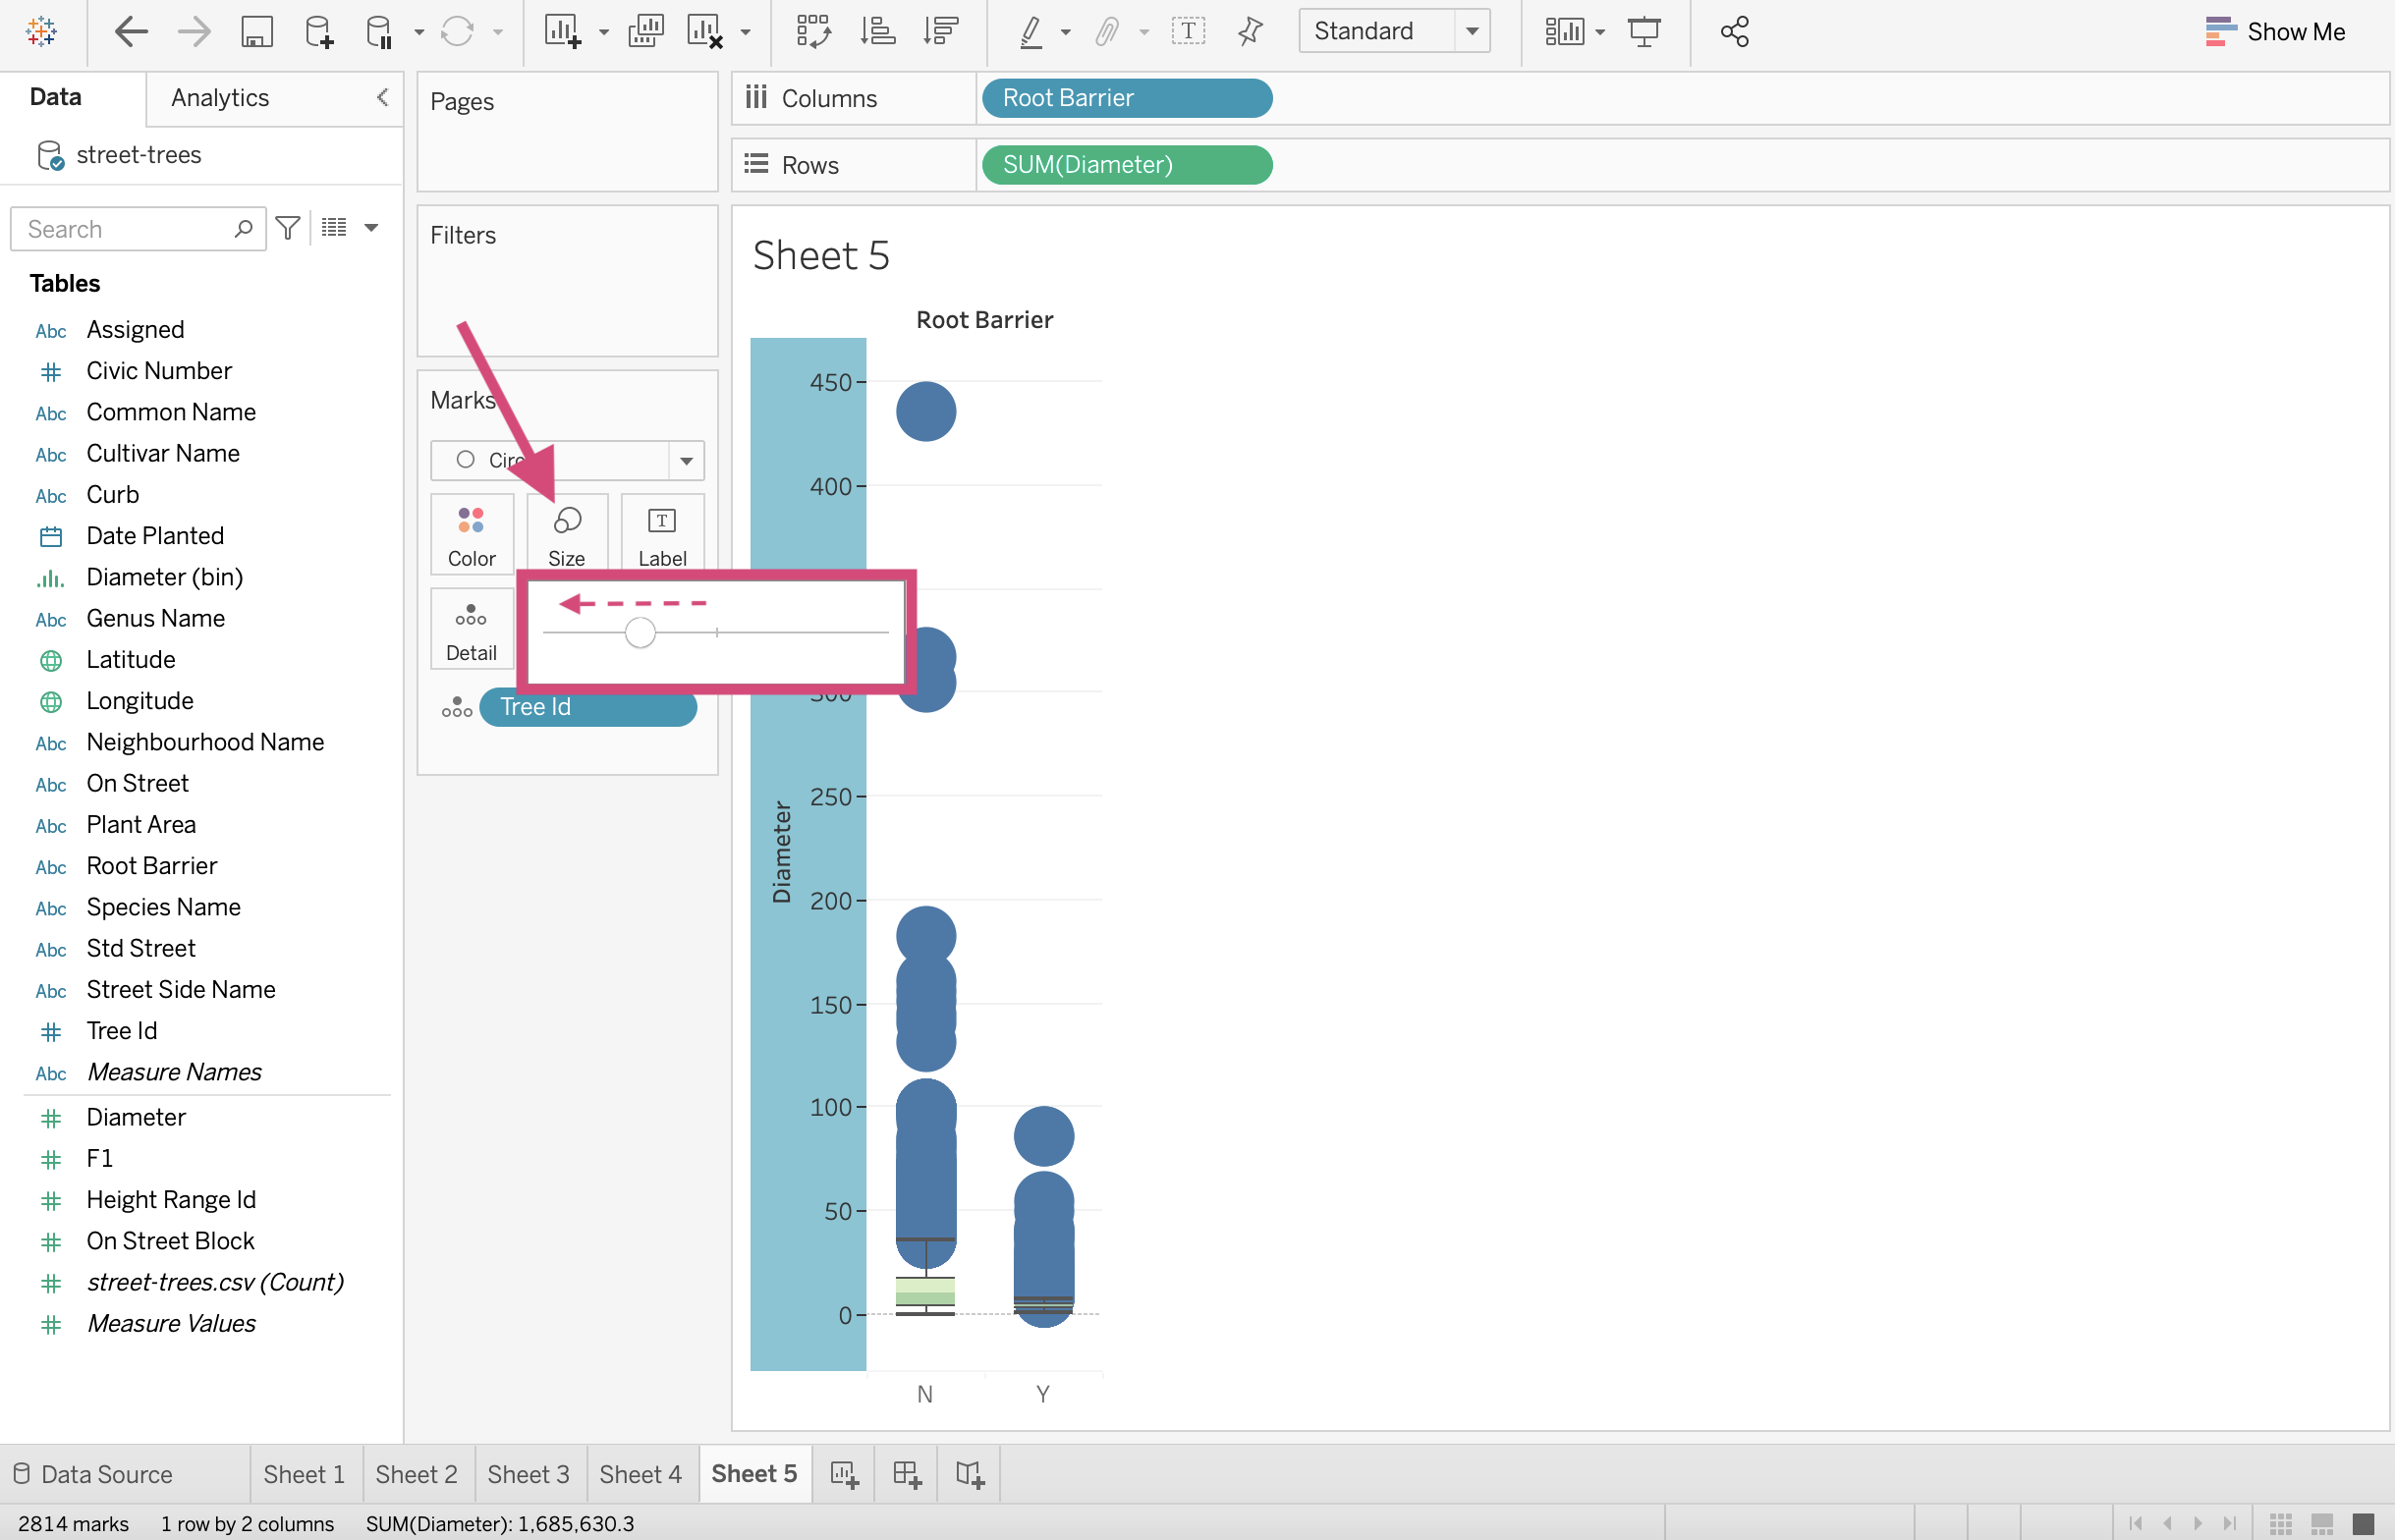 Standard
Show Me
Data
Analytics
street-trees
Search
Tables
Abc Assigned
Civic Number
Abc Common Name
Abc Cultivar Name
Abc Curb
Date Planted
Diameter (bin)
Abc Genus Name
Latitude
Longitude
Abc Neighbourhood Name
Abc On Street
Abc Plant Area
Abc Root Barrier
Abc Species Name
Abc Std Street
Abc Street Side Name
Tree Id
Abc Measure Names
Diameter
F1
Height Range Id
On Street Block
street-trees.csv (Count)
Measure Values
Pages
Filters
Marks
Color
Size
T
Label
Detail
Tree Id
Columns
Root Barrier
Rows
SUM(Diameter)
Sheet 5
Root Barrier
450
400
300
250
200
150
100
50
0
Diameter
N
Y
Data Source
Sheet 1
Sheet 2
Sheet 3
Sheet 4
Sheet 5
2814 marks
1 row by 2 columns
SUM(Diameter): 1,685,630.3